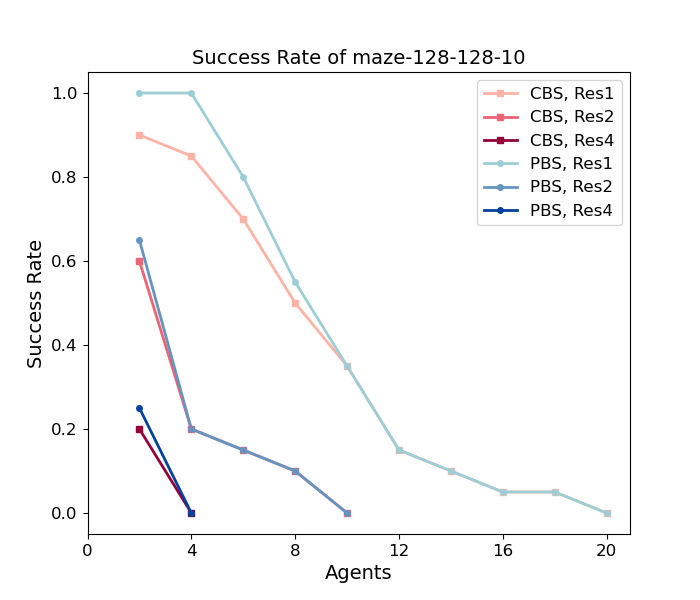 Success Rate of maze-128-128-10
CBS, Res1
CBS, Res2
CBS, Res4
PBS, Res1
PBS, Res2
PBS, Res4
Success Rate
1.0
0.8
0.6
0.4
0.2
0.0
0 4 8 12 16 20
Agents